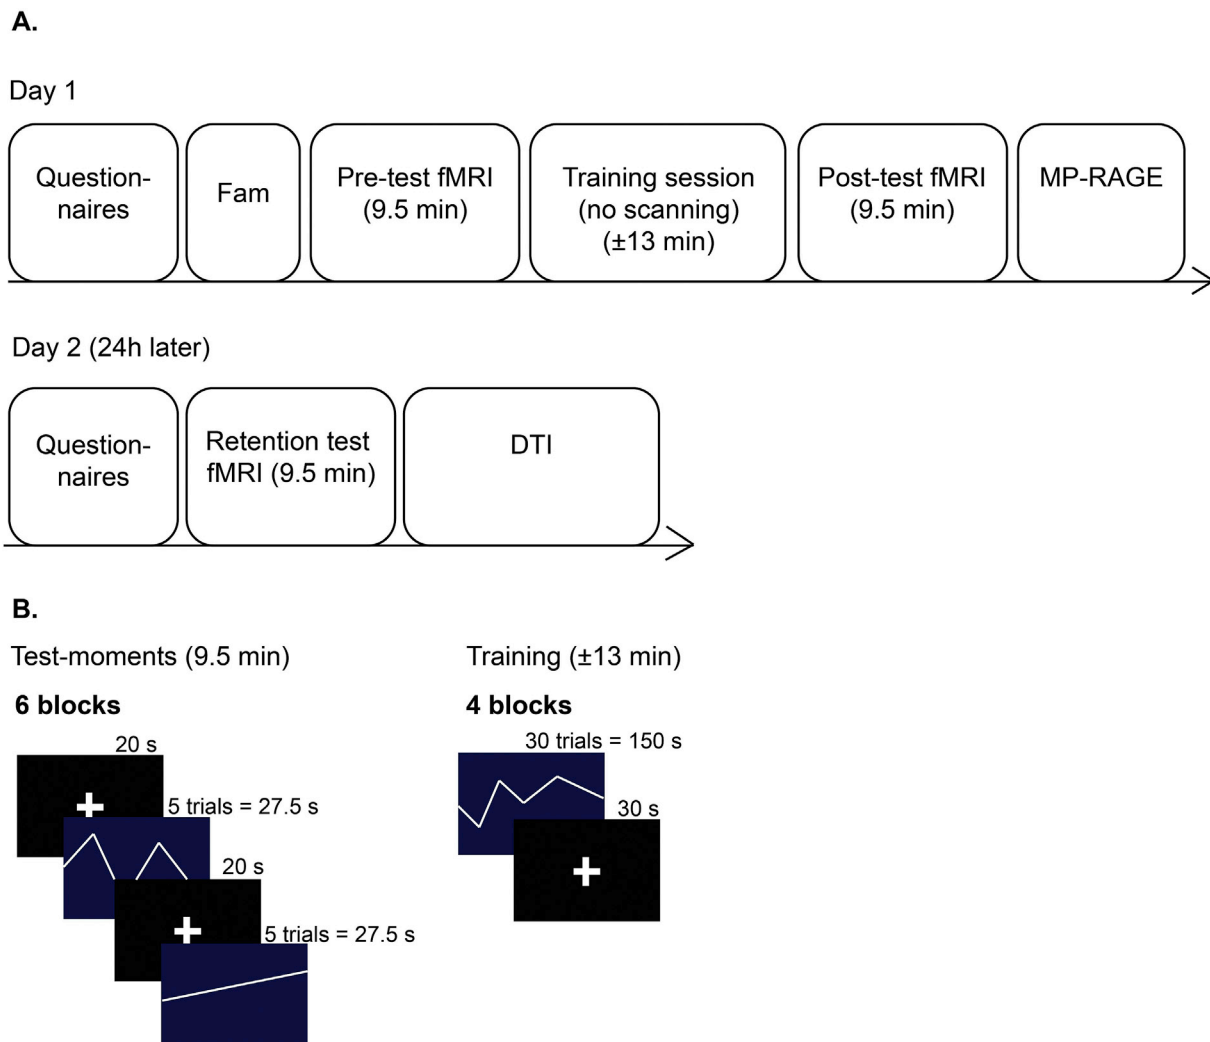 A.
Day 1
Question-
naires
Fam
Pre-test fMRI
(9.5 min)
Training session
(no scanning)
(±13 min)
Post-test fMRI
(9.5 min)
MP-RAGE
Day 2 (24h later)
Question-
naires
Retention test
fMRI (9.5 min)
DTI
B.
Test-moments (9.5 min)
6 blocks
20 s
5 trials = 27.5 s
20 s
5 trials = 27.5 s
Training (±13 min)
4 blocks
30 trials = 150 s
30 s